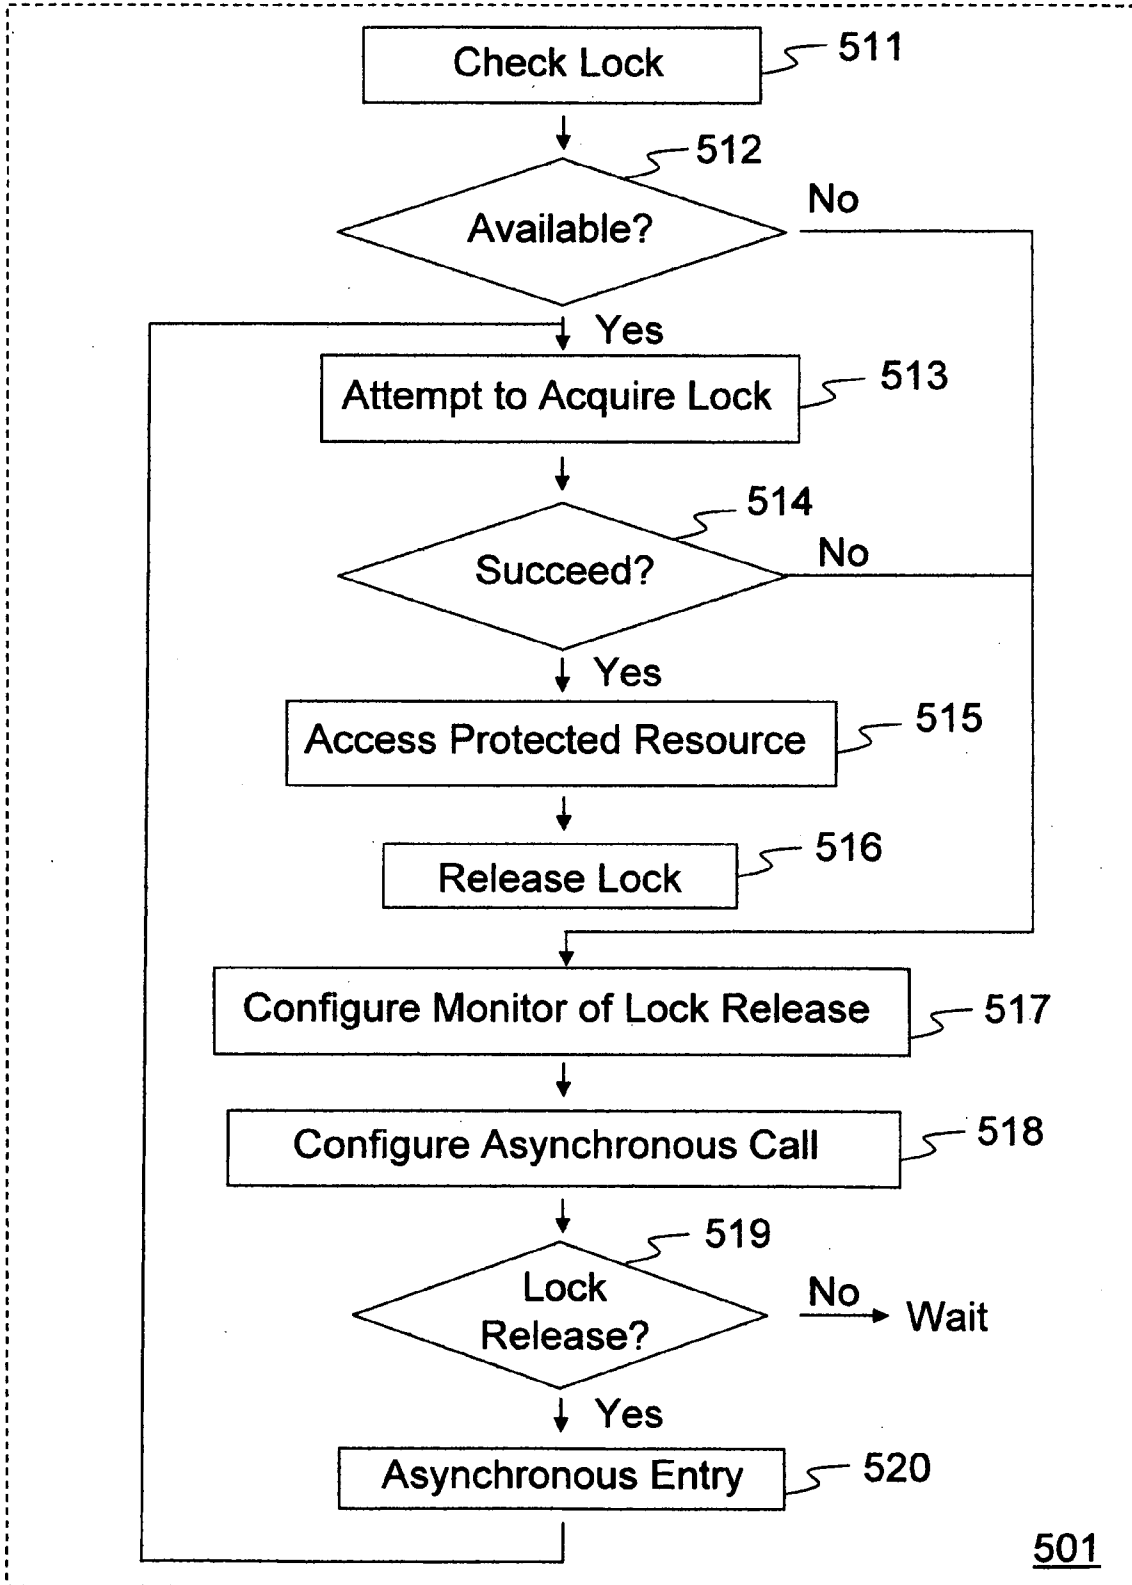 Check Lock
511
512
Available?
No
Yes
Attempt to Acquire Lock
513
514
Succeed?
No
Yes
Access Protected Resource
515
Release Lock
516
Configure Monitor of Lock Release
517
Configure Asynchronous Call
518
519
Lock
Release?
No
Wait
Yes
Asynchronous Entry
520
501